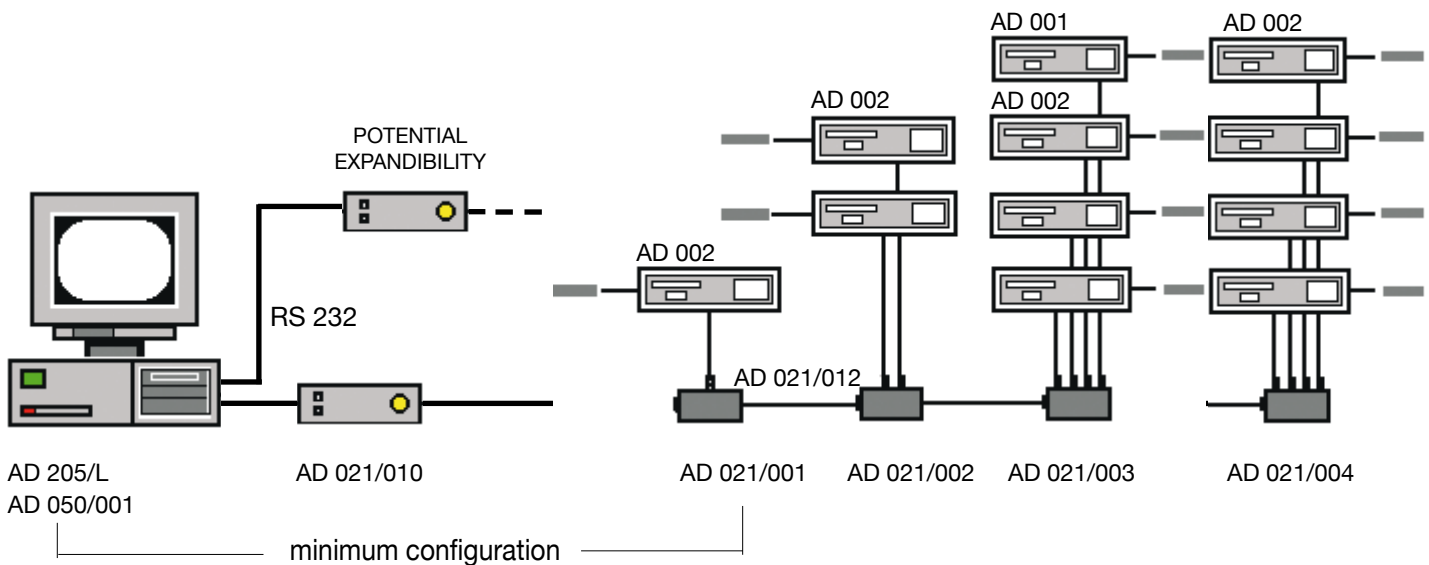 AD 001
AD 002
AD 002
AD 002
POTENTIAL
EXPANDIBILITY
AD 002
RS 232
AD 021/012
AD 205/L
AD 050/001
AD 021/010
AD 021/001
AD 021/002
AD 021/003
AD 021/004
minimum configuration